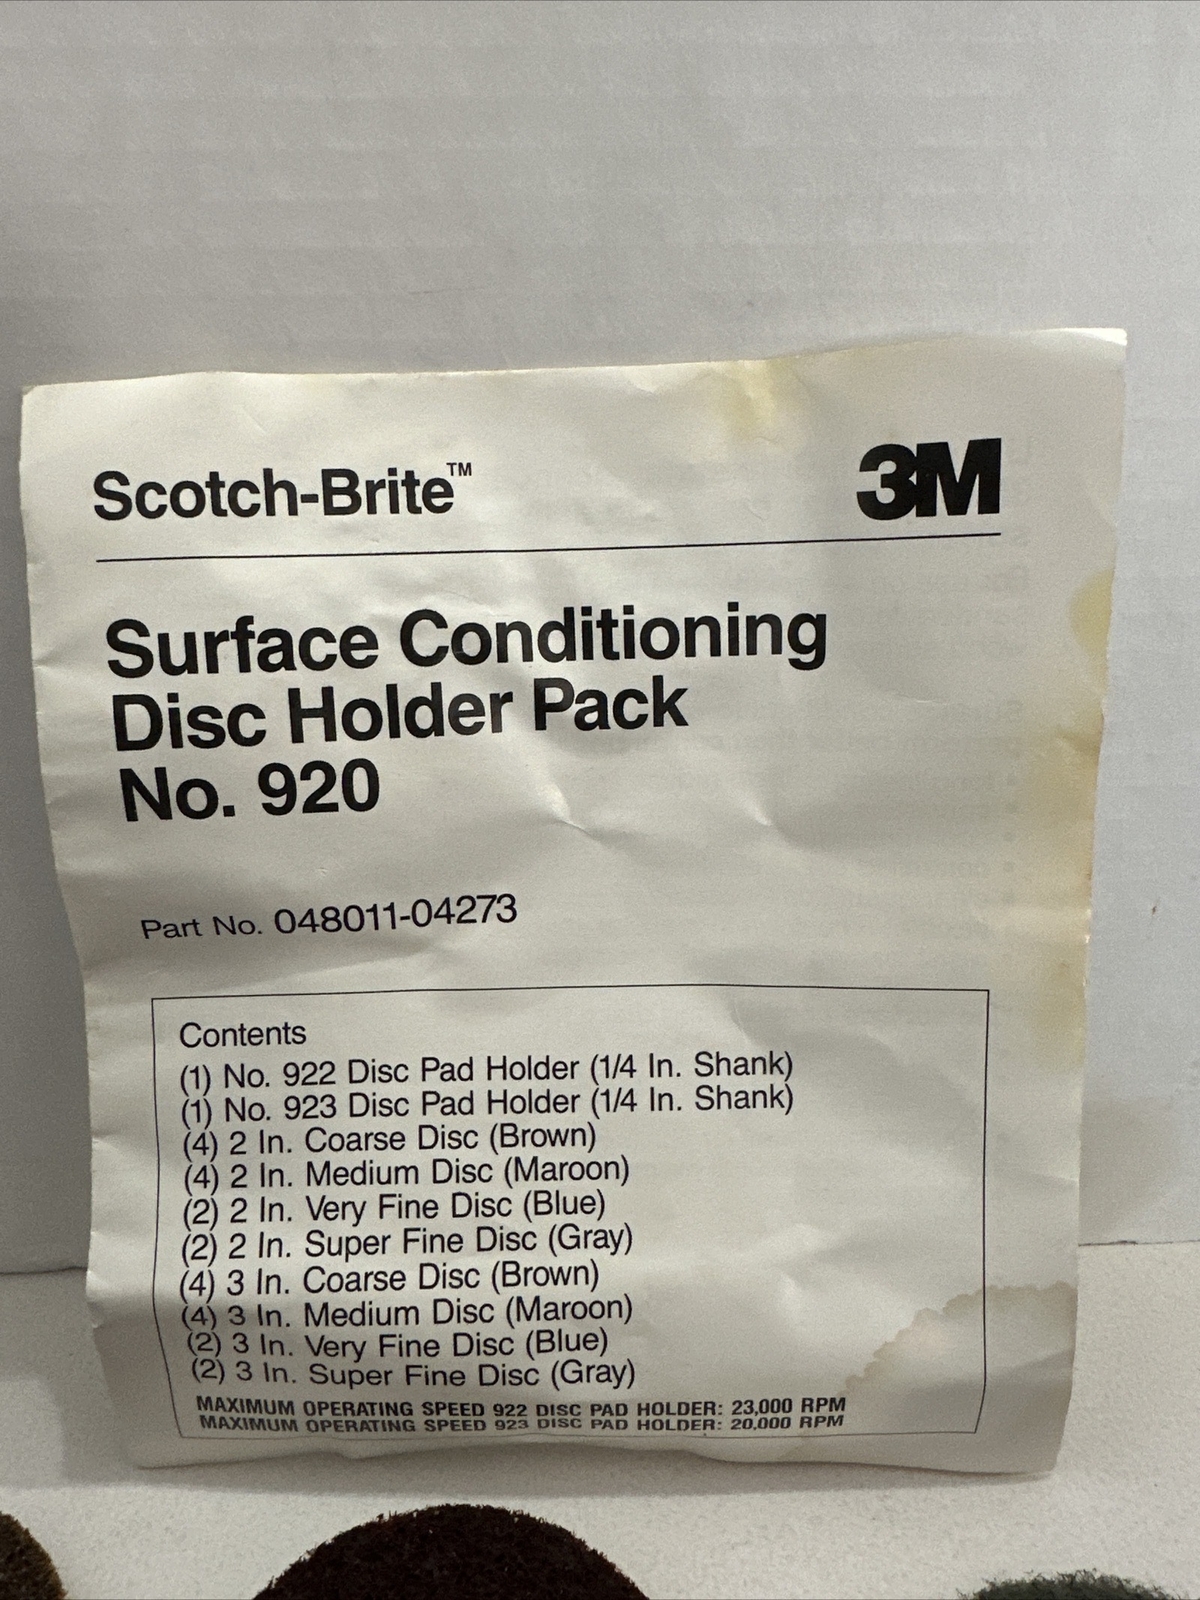 Scotch-Brite™
3M
Surface Conditioning
Disc Holder Pack
No. 920
Part No. 048011-04273
Contents
(1) No. 922 Disc Pad Holder (1/4 In. Shank)
(1) No. 923 Disc Pad Holder (1/4 In. Shank)
(4) 2 In. Coarse Disc (Brown)
(4) 2 In. Medium Disc (Maroon)
(2) 2 In. Very Fine Disc (Blue)
(2) 2 In. Super Fine Disc (Gray)
(4) 3 In. Coarse Disc (Brown)
(4) 3 In. Medium Disc (Maroon)
(2) 3 In. Very Fine Disc (Blue)
(2) 3 In. Super Fine Disc (Gray)
MAXIMUM OPERATING SPEED 922 DISC PAD HOLDER: 23,000 RPM
MAXIMUM OPERATING SPEED 923 DISC PAD HOLDER: 20,000 RPM